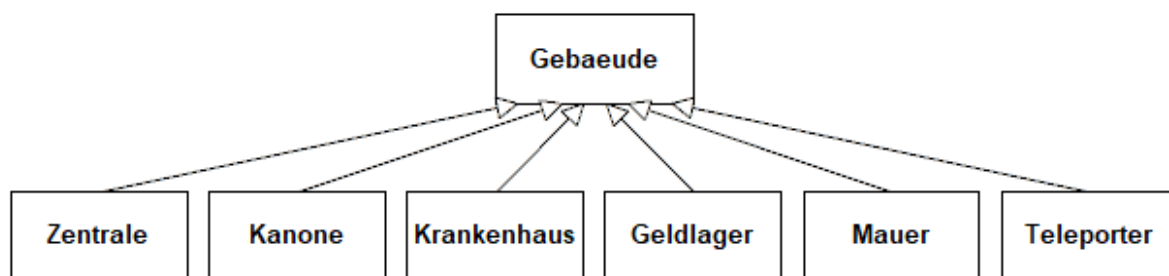 Gebaeude
Zentrale
Kanone
Krankenhaus
Geldlager
Mauer
Teleporter